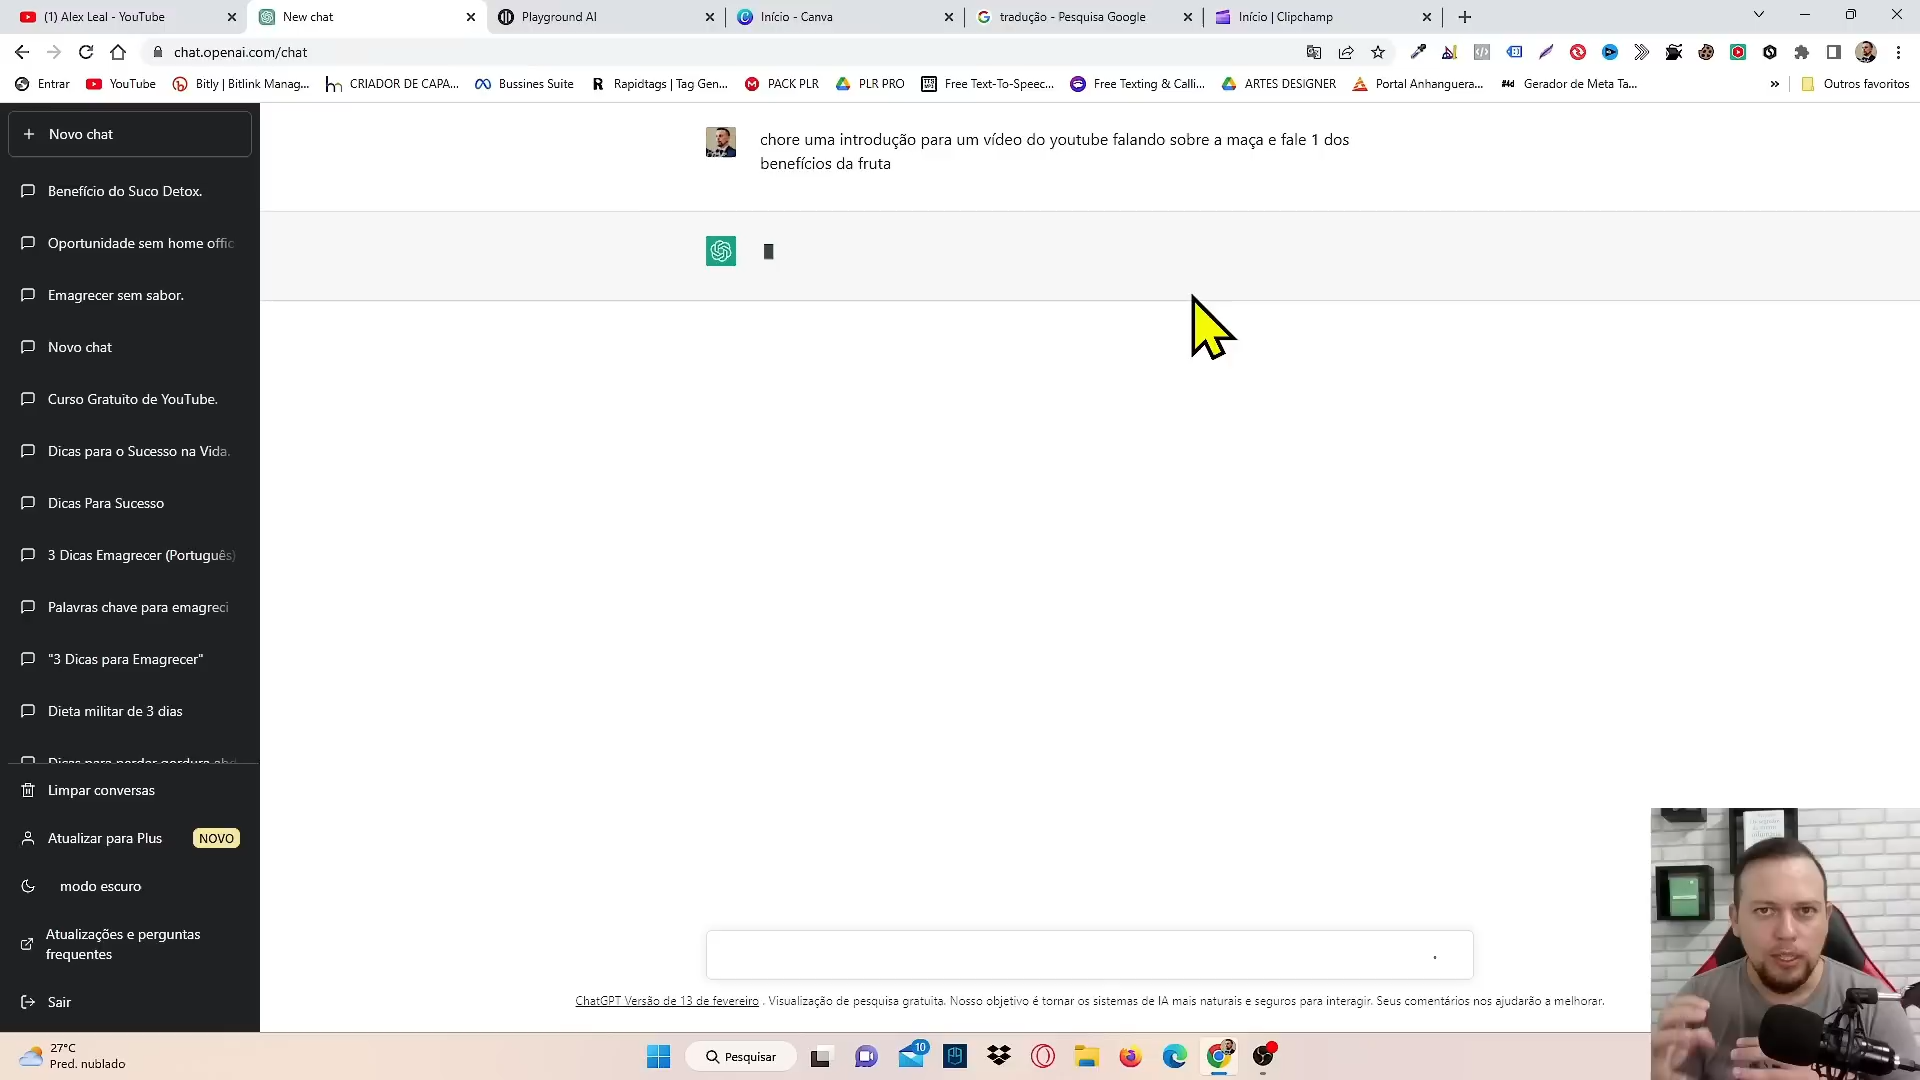 (1) Alex Leal - YouTube
New chat
Playground AI
Início - Canva
tradução - Pesquisa Google
Início | Clipchamp
chat.openai.com/chat
Entrar
YouTube
Bitly | Bitlink Manag...
CRIADOR DE CAPA...
Bussines Suite
Rapidtags | Tag Gen...
PACK PLR
PLR PRO
Free Text-To-Speec...
Free Texting & Calli...
ARTES DESIGNER
Portal Anhanguera...
Gerador de Meta Ta...
»
Outros favoritos
+ Novo chat
Benefício do Suco Detox.
Oportunidade sem home offic
Emagrecer sem sabor.
Novo chat
Curso Gratuito de YouTube.
Dicas para o Sucesso na Vida.
Dicas Para Sucesso
3 Dicas Emagrecer (Português)
Palavras chave para emagreci
"3 Dicas para Emagrecer"
Dieta militar de 3 dias
Dicas para perder gordura abd
Limpar conversas
Atualizar para Plus NOVO
modo escuro
Atualizações e perguntas
frequentes
Sair
chore uma introdução para um vídeo do youtube falando sobre a maça e fale 1 dos
benefícios da fruta
ChatGPT Versão de 13 de fevereiro . Visualização de pesquisa gratuita. Nosso objetivo é tornar os sistemas de IA mais naturais e seguros para interagir. Seus comentários nos ajudarão a melhorar.
27°C
Pred. nublado
Pesquisar
10